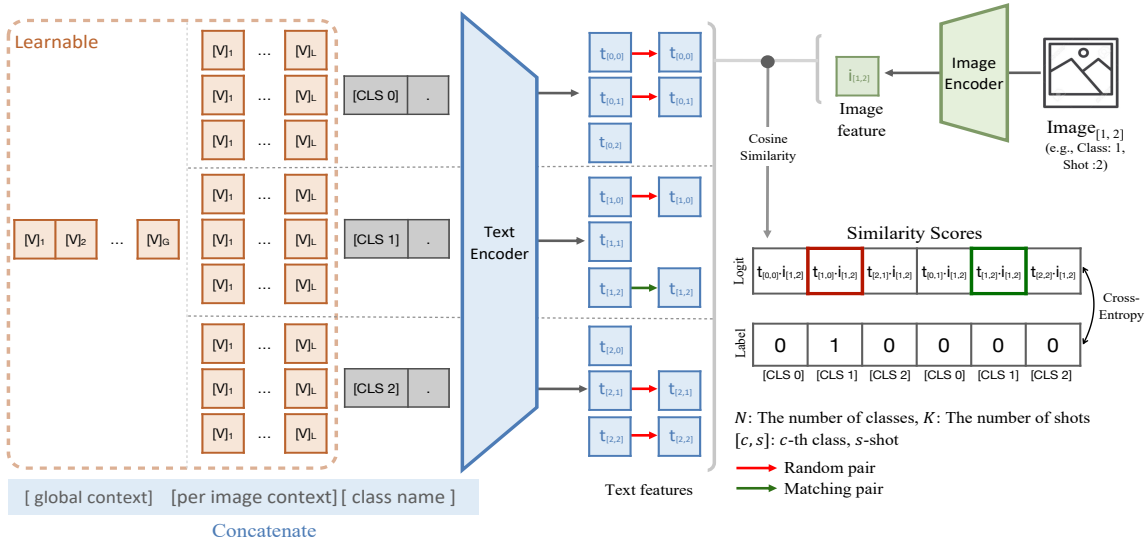 Learnable
[V]₁ ... [V]L
[V]₁ ... [V]L
[V]₁ ... [V]L
[CLS 0] .
[V]₁ [V]₂ ... [V]G
[V]₁ ... [V]L
[V]₁ ... [V]L
[V]₁ ... [V]L
[CLS 1] .
[V]₁ ... [V]L
[V]₁ ... [V]L
[V]₁ ... [V]L
[CLS 2] .
[ global context] [per image context] [ class name ]
Concatenate
Text
Encoder
t[0,0] t[0,0]
t[0,1] t[0,1]
t[0,2]
t[1,0] t[1,0]
t[1,1]
t[1,2] t[1,2]
t[2,0]
t[2,1] t[2,1]
t[2,2] t[2,2]
Text features
Cosine
Similarity
i[1,2]
Image
feature
Image
Encoder
Image[1, 2]
(e.g., Class: 1,
Shot :2)
Similarity Scores
Logit
t[0,0]·i[1,2] t[1,0]·i[1,2] t[2,1]·i[1,2] t[0,1]·i[1,2] t[1,2]·i[1,2] t[2,2]·i[1,2]
Cross-
Entropy
Label
0 1 0 0 0 0
[CLS 0] [CLS 1] [CLS 2] [CLS 0] [CLS 1] [CLS 2]
N: The number of classes, K: The number of shots
[c, s]: c-th class, s-shot
Random pair
Matching pair